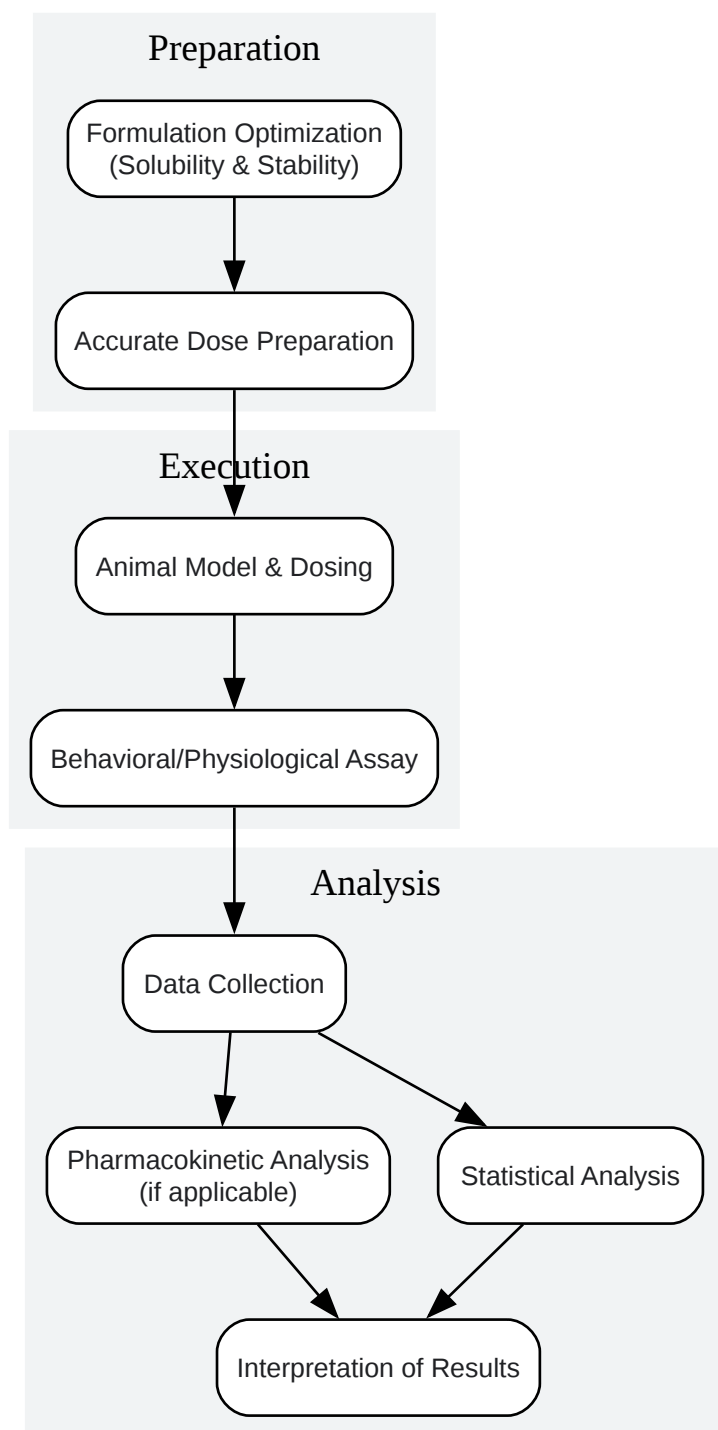 Preparation
Formulation Optimization
(Solubility & Stability)
Accurate Dose Preparation
Execution
Animal Model & Dosing
Behavioral/Physiological Assay
Analysis
Data Collection
Pharmacokinetic Analysis
(if applicable)
Statistical Analysis
Interpretation of Results